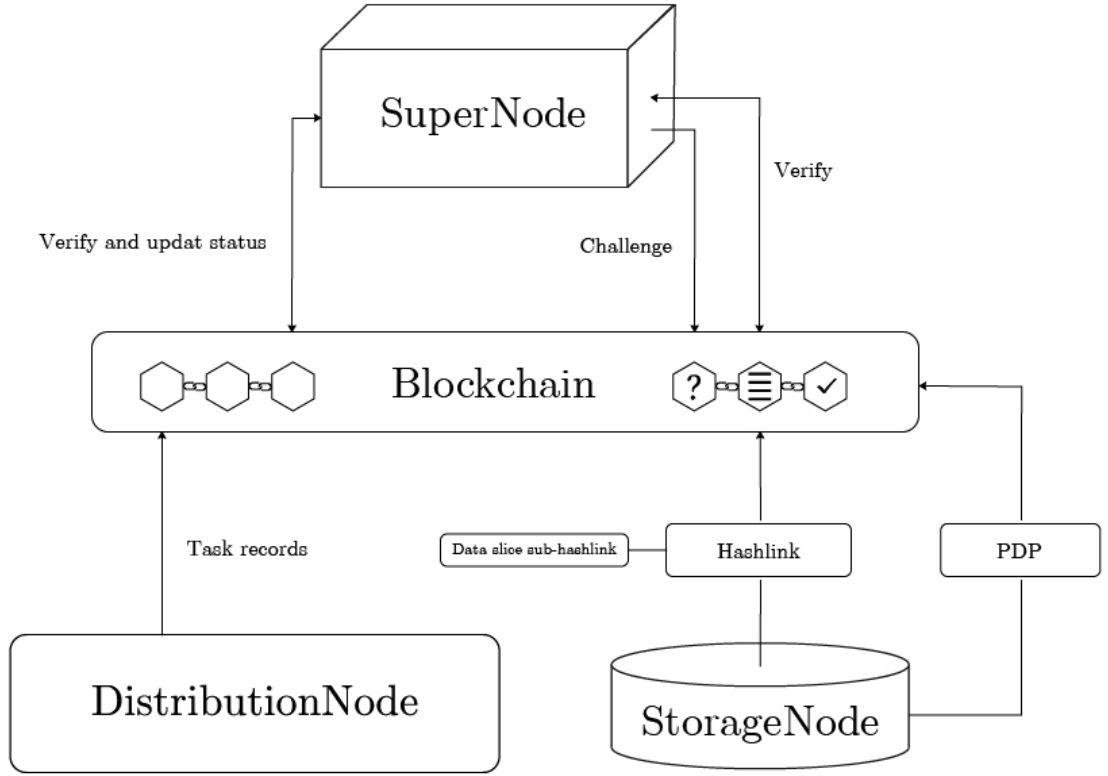 SuperNode
Verify
Verify and updat status
Challenge
Blockchain
?
Task records
Data slice sub-hashlink
Hashlink
PDP
DistributionNode
StorageNode